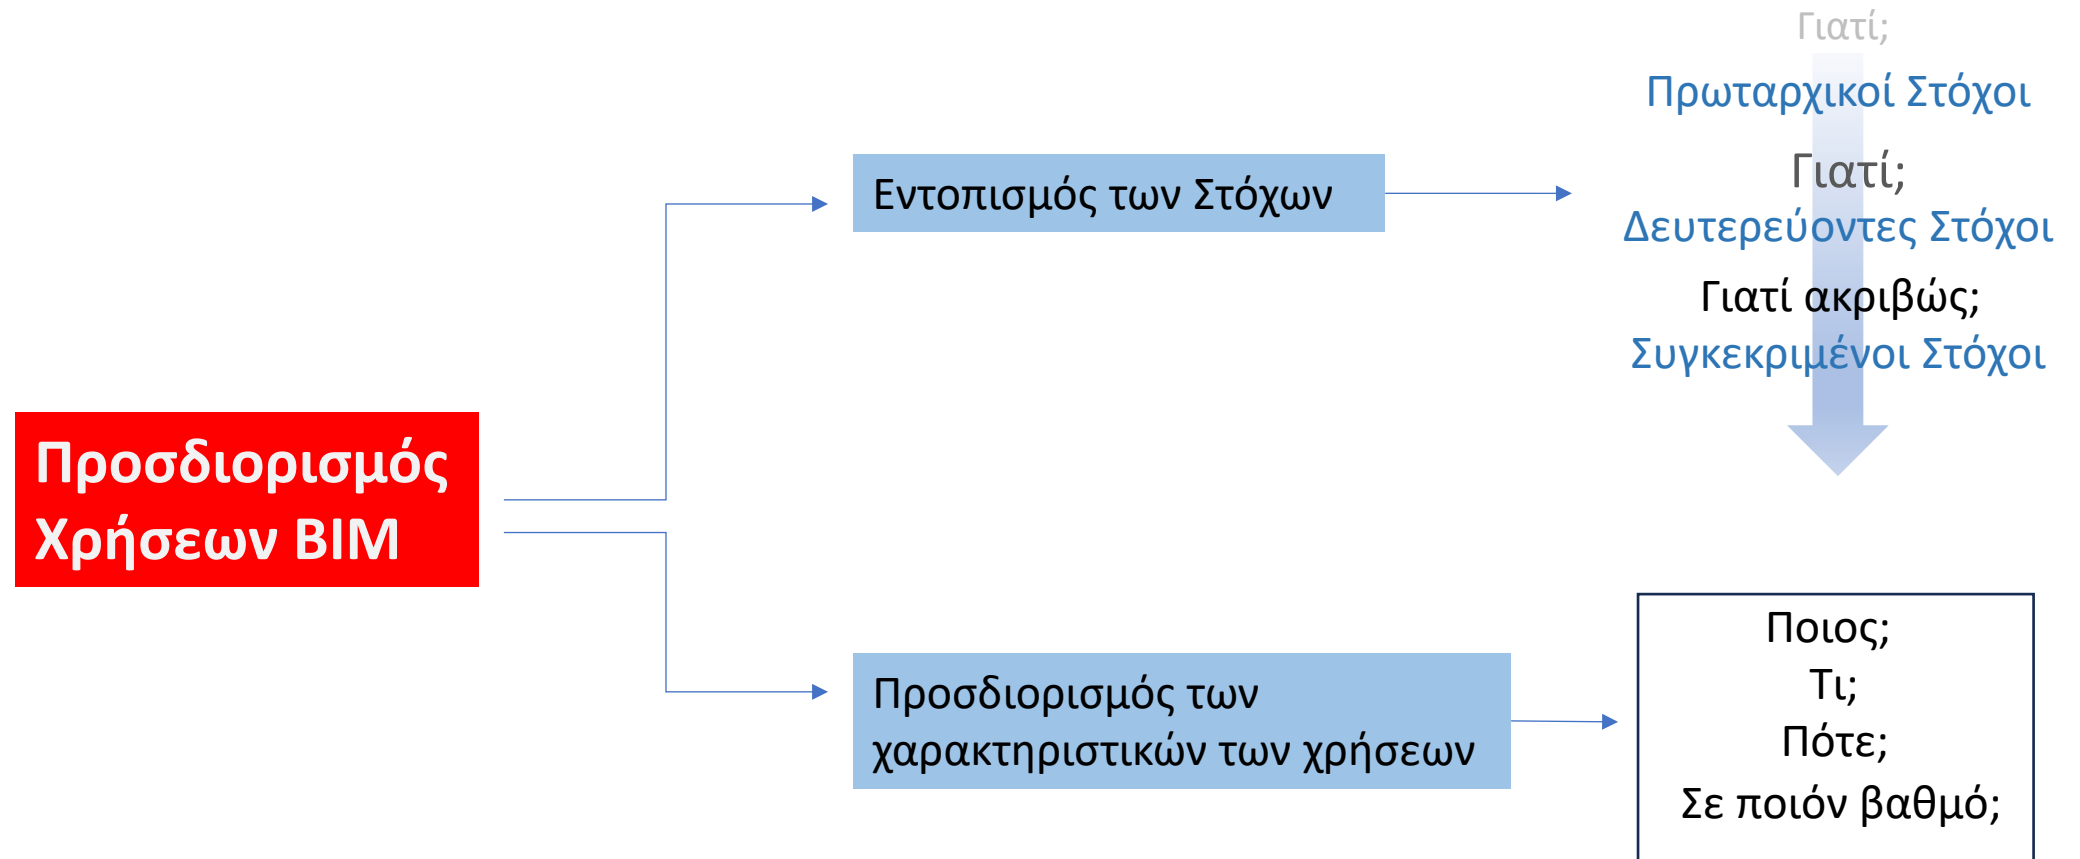 Προσδιορισμός
Χρήσεων BIM
Εντοπισμός των Στόχων
Γιατί;
Πρωταρχικοί Στόχοι
Γιατί;
Δευτερεύοντες Στόχοι
Γιατί ακριβώς;
Συγκεκριμένοι Στόχοι
Προσδιορισμός των
χαρακτηριστικών των χρήσεων
Ποιος;
Τι;
Πότε;
Σε ποιόν βαθμό;